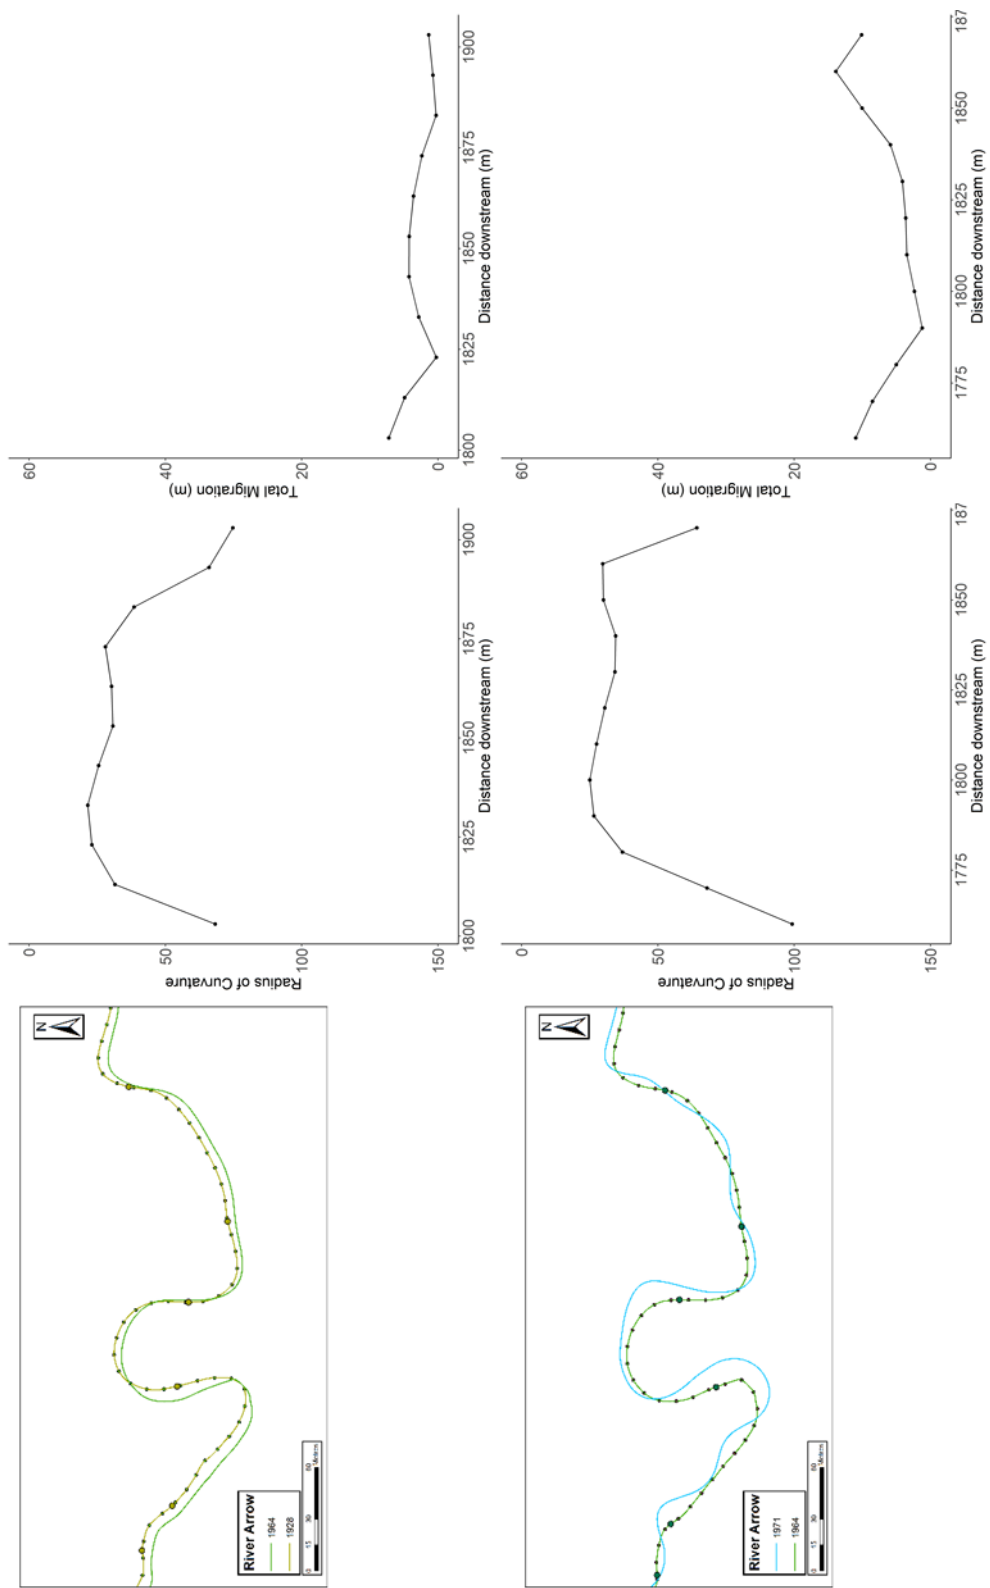 N
River Arrow
1964
1928
0 15 30 60
Meters
Radius of Curvature
0
50
100
150
1800 1825 1850 1875 1900
Distance downstream (m)
Total Migration (m)
60
40
20
0
1800 1825 1850 1875 1900
Distance downstream (m)
N
River Arrow
1971
1964
0 15 30 60
Meters
Radius of Curvature
0
50
100
150
1775 1800 1825 1850 187
Distance downstream (m)
Total Migration (m)
60
40
20
0
1775 1800 1825 1850 187
Distance downstream (m)